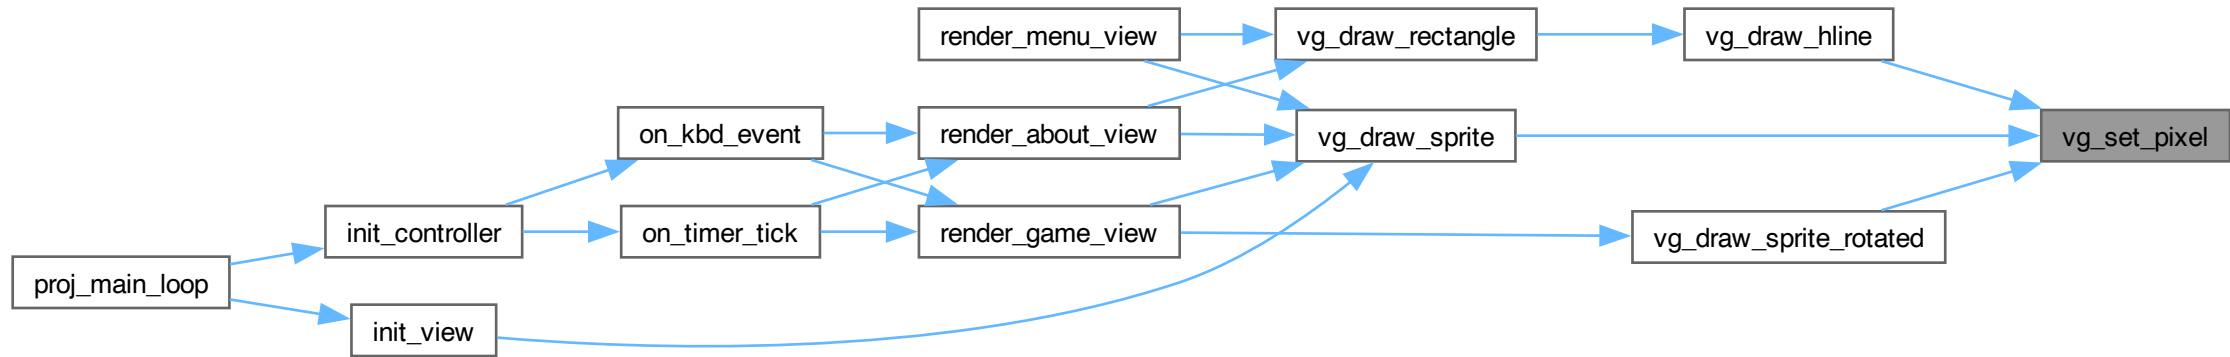 render_menu_view
vg_draw_rectangle
vg_draw_hline
on_kbd_event
render_about_view
vg_draw_sprite
vg_set_pixel
init_controller
on_timer_tick
render_game_view
vg_draw_sprite_rotated
proj_main_loop
init_view